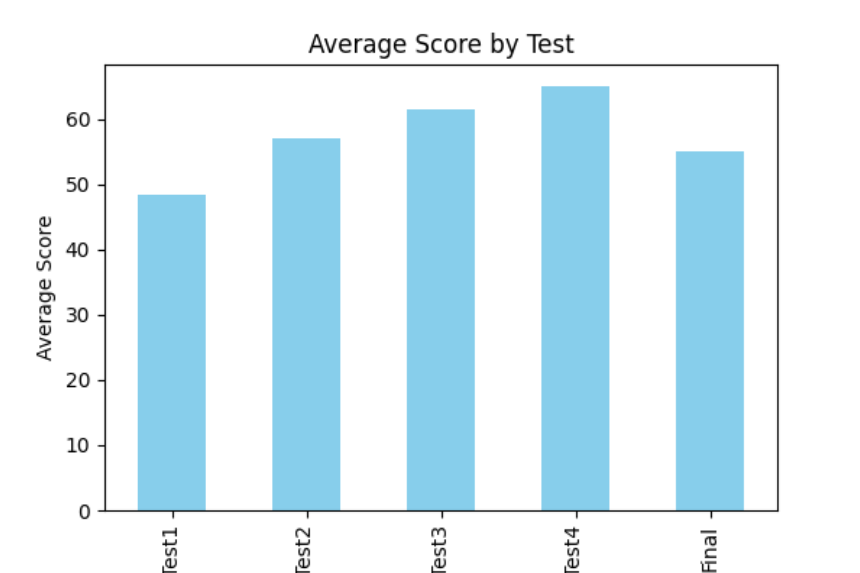 Average Score by Test
Average Score
60
50
40
30
20
10
0
Test1
Test2
Test3
Test4
Final